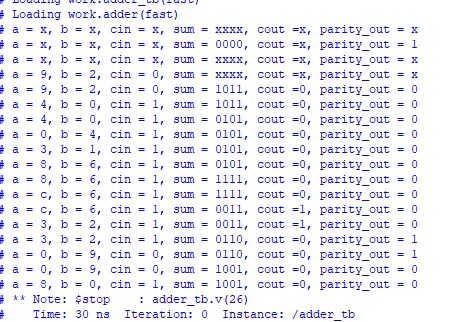 # Loading work.adder_tb(fast)
# Loading work.adder(fast)
# a = x, b = x, cin = x, sum = xxxx, cout =x, parity_out = x
# a = x, b = x, cin = x, sum = 0000, cout =x, parity_out = 1
# a = x, b = x, cin = x, sum = xxxx, cout =x, parity_out = x
# a = 9, b = 2, cin = 0, sum = xxxx, cout =x, parity_out = x
# a = 9, b = 2, cin = 0, sum = 1011, cout =0, parity_out = 0
# a = 4, b = 0, cin = 1, sum = 1011, cout =0, parity_out = 0
# a = 4, b = 0, cin = 1, sum = 0101, cout =0, parity_out = 0
# a = 0, b = 4, cin = 1, sum = 0101, cout =0, parity_out = 0
# a = 3, b = 1, cin = 1, sum = 0101, cout =0, parity_out = 0
# a = 8, b = 6, cin = 1, sum = 0101, cout =0, parity_out = 0
# a = 8, b = 6, cin = 1, sum = 1111, cout =0, parity_out = 0
# a = c, b = 6, cin = 1, sum = 1111, cout =0, parity_out = 0
# a = c, b = 6, cin = 1, sum = 0011, cout =1, parity_out = 0
# a = 3, b = 2, cin = 1, sum = 0011, cout =1, parity_out = 0
# a = 3, b = 2, cin = 1, sum = 0110, cout =0, parity_out = 1
# a = 0, b = 9, cin = 0, sum = 0110, cout =0, parity_out = 1
# a = 0, b = 9, cin = 0, sum = 1001, cout =0, parity_out = 0
# a = 8, b = 0, cin = 1, sum = 1001, cout =0, parity_out = 0
# ** Note: $stop    : adder_tb.v(26)
#    Time: 30 ns  Iteration: 0  Instance: /adder_tb